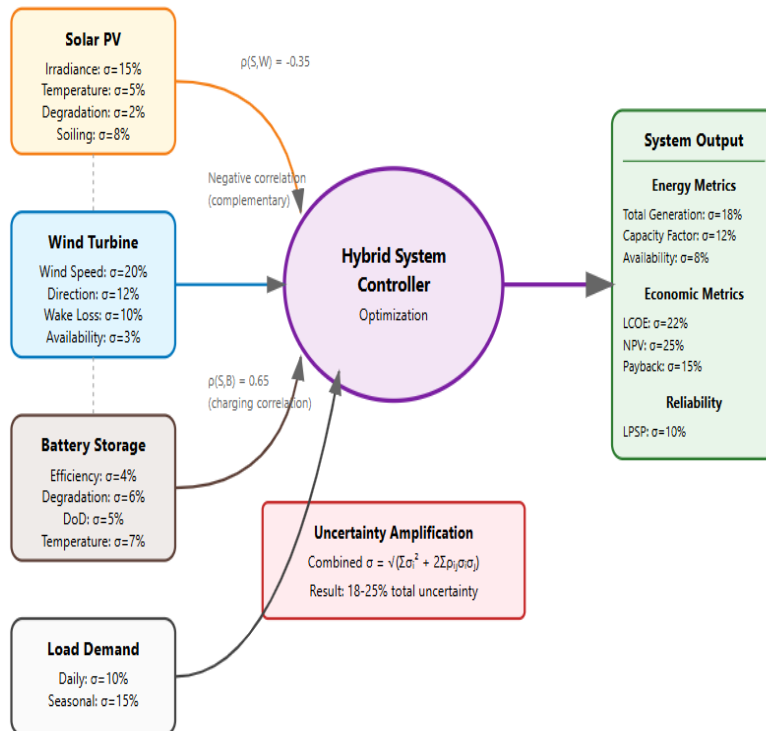 Solar PV
Irradiance: σ=15%
Temperature: σ=5%
Degradation: σ=2%
Soiling: σ=8%
ρ(S,W) = -0.35
Negative correlation
(complementary)
Wind Turbine
Wind Speed: σ=20%
Direction: σ=12%
Wake Loss: σ=10%
Availability: σ=3%
Hybrid System
Controller
Optimization
ρ(S,B) = 0.65
(charging correlation)
Battery Storage
Efficiency: σ=4%
Degradation: σ=6%
DoD: σ=5%
Temperature: σ=7%
Uncertainty Amplification
Combined σ = √(Σσᵢ² + 2Σρᵢⱼσᵢσⱼ)
Result: 18-25% total uncertainty
Load Demand
Daily: σ=10%
Seasonal: σ=15%
System Output
Energy Metrics
Total Generation: σ=18%
Capacity Factor: σ=12%
Availability: σ=8%
Economic Metrics
LCOE: σ=22%
NPV: σ=25%
Payback: σ=15%
Reliability
LPSP: σ=10%